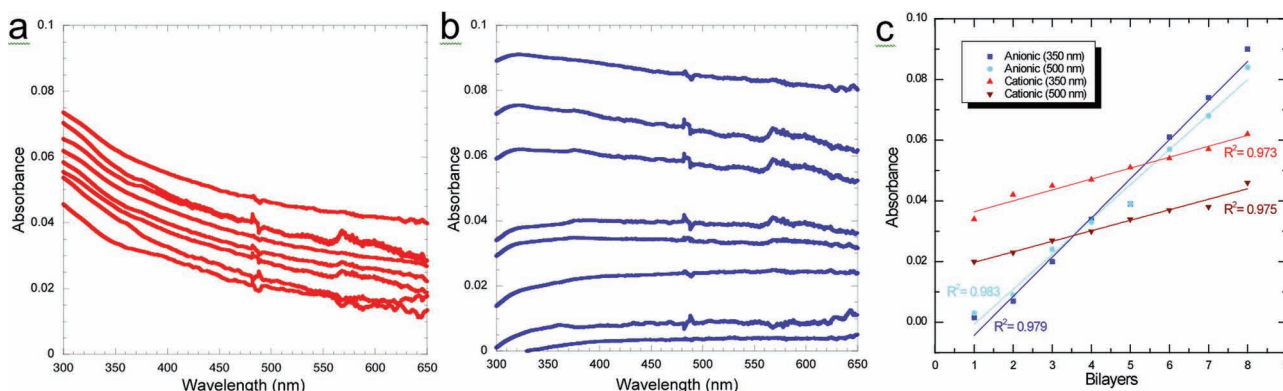 a
0.1
0.08
0.06
0.04
0.02
0
300 350 400 450 500 550 600 650
Absorbance
Wavelength (nm)
b
0.1
0.08
0.06
0.04
0.02
0
300 350 400 450 500 550 600 650
Absorbance
Wavelength (nm)
c
0.10
0.08
0.06
0.04
0.02
0.00
Absorbance
Anionic (350 nm)
Anionic (500 nm)
Cationic (350 nm)
Cationic (500 nm)
R²= 0.973
R²= 0.975
R²= 0.983
R²= 0.979
1 2 3 4 5 6 7 8 9
Bilayers